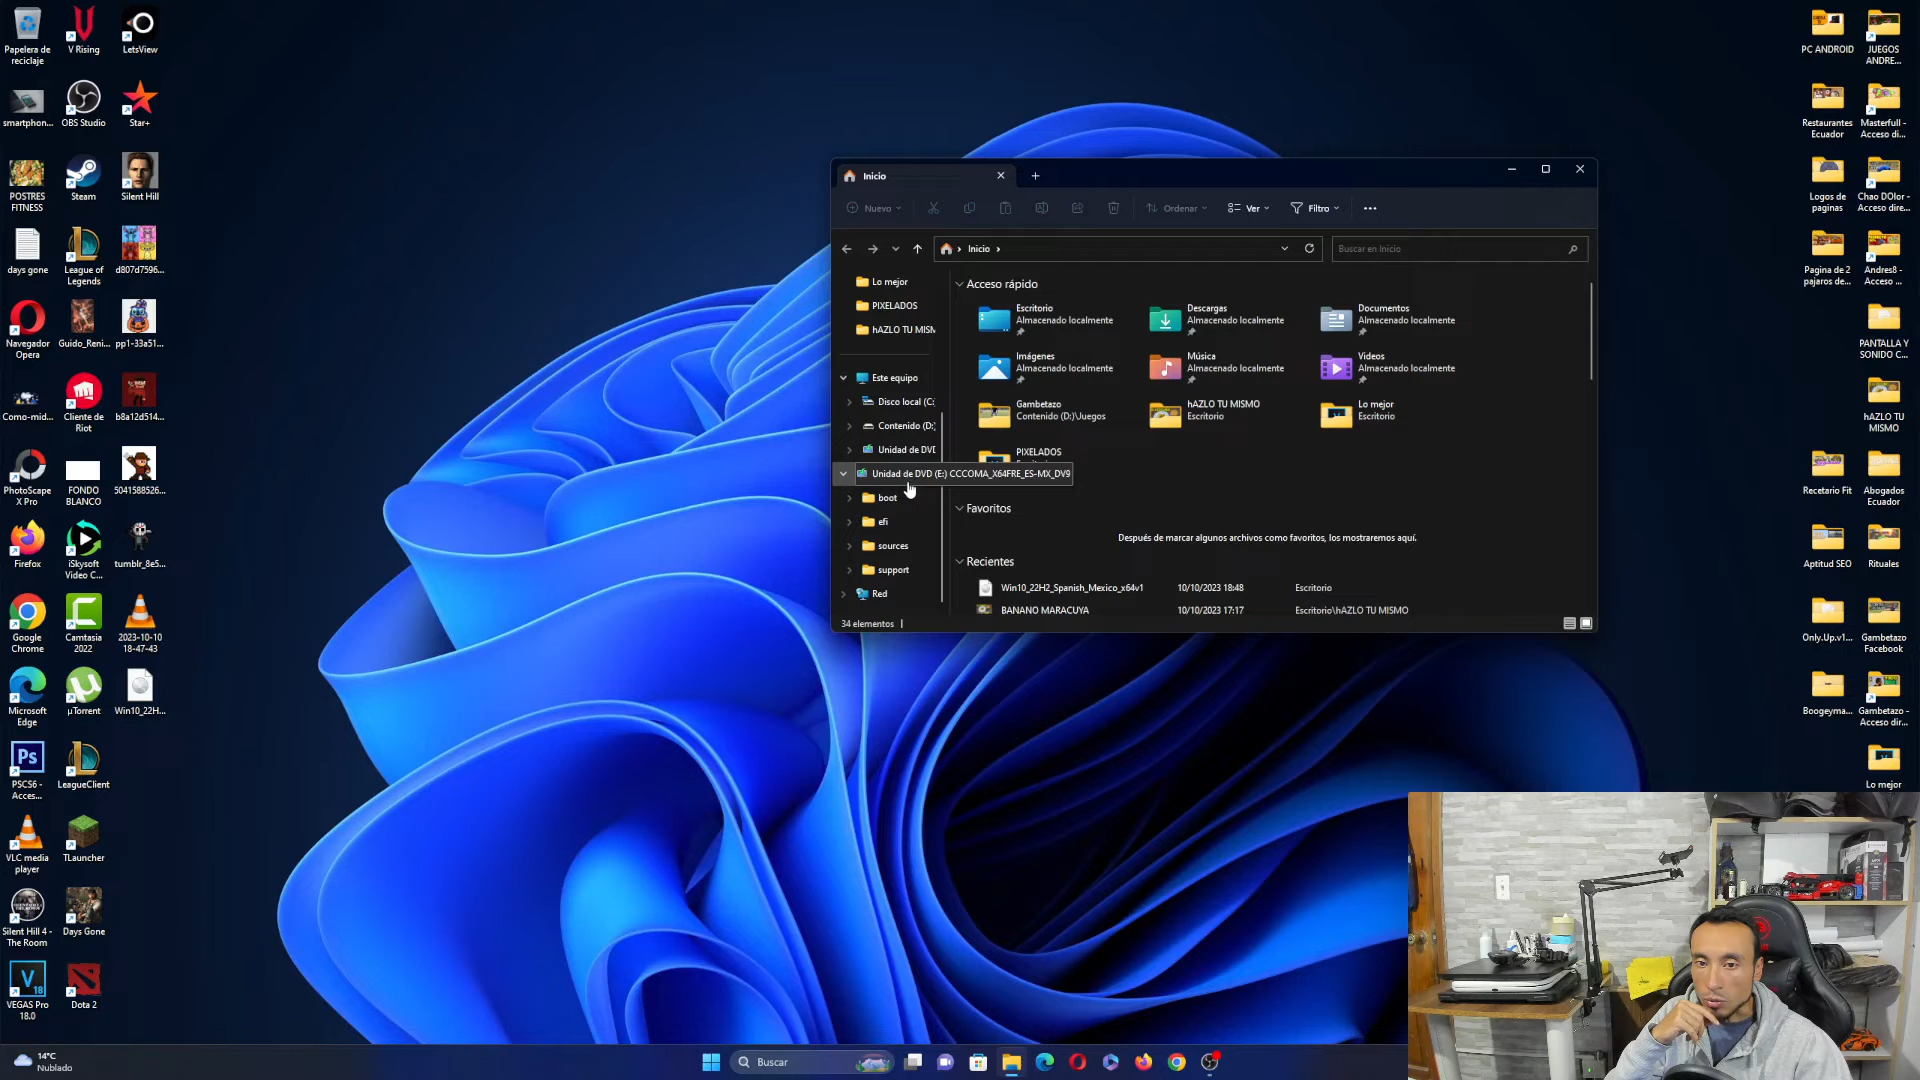 Papelera de
reciclaje
V Rising
LetsView
smartphon...
OBS Studio
Star+
POSTRES
FITNESS
Steam
Silent Hill
days gone
League of
Legends
d807d7596...
Navegador
Opera
Guido_Reni...
pp1-33a51...
Como-mid...
Cliente de
Riot
b8a12d514...
PhotoScape
X Pro
FONDO
BLANCO
5041588526...
Firefox
iSkysoft
Video C...
tumblr_8e5...
Google
Chrome
Camtasia
2022
2023-10-10
18-47-43
Microsoft
Edge
µTorrent
Win10_22H...
PSCS6 -
Acces...
LeagueClient
VLC media
player
TLauncher
Silent Hill 4 -
The Room
Days Gone
VEGAS Pro
18.0
Dota 2
Inicio
Nuevo
Ordenar
Ver
Filtro
Inicio
Buscar en Inicio
Lo mejor
PIXELADOS
hAZLO TU MISM
Este equipo
Disco local (C:
Contenido (D:)
Unidad de DVD
Unidad de DVD (E:) CCCOMA_X64FRE_ES-MX_DV9
boot
efi
sources
support
Red
Acceso rápido
Escritorio
Almacenado localmente
Descargas
Almacenado localmente
Documentos
Almacenado localmente
Imágenes
Almacenado localmente
Música
Almacenado localmente
Videos
Almacenado localmente
Gambetazo
Contenido (D:)\Juegos
hAZLO TU MISMO
Escritorio
Lo mejor
Escritorio
PIXELADOS
Favoritos
Después de marcar algunos archivos como favoritos, los mostraremos aquí.
Recientes
Win10_22H2_Spanish_Mexico_x64v1 10/10/2023 18:48 Escritorio
BANANO MARACUYA 10/10/2023 17:17 Escritorio\hAZLO TU MISMO
34 elementos
PC ANDROID
JUEGOS
ANDRE...
Restaurantes
Ecuador
Masterfull -
Acceso di...
Logos de
paginas
Chao DOlor -
Acceso dire...
Pagina de 2
pajaros de...
Andres8 -
Acceso ...
PANTALLA Y
SONIDO C...
hAZLO TU
MISMO
Recetario Fit
Abogados
Ecuador
Aptitud SEO
Rituales
Only.Up.v1...
Gambetazo
Facebook
Boogeyma...
Gambetazo -
Acceso dir...
Lo mejor
14°C
Nublado
Buscar